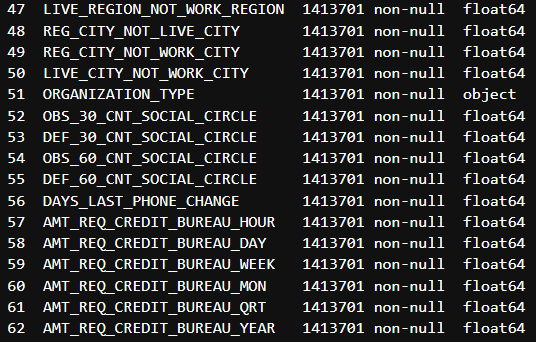 47 LIVE_REGION_NOT_WORK_REGION 1413701 non-null float64
48 REG_CITY_NOT_LIVE_CITY 1413701 non-null float64
49 REG_CITY_NOT_WORK_CITY 1413701 non-null float64
50 LIVE_CITY_NOT_WORK_CITY 1413701 non-null float64
51 ORGANIZATION_TYPE 1413701 non-null object
52 OBS_30_CNT_SOCIAL_CIRCLE 1413701 non-null float64
53 DEF_30_CNT_SOCIAL_CIRCLE 1413701 non-null float64
54 OBS_60_CNT_SOCIAL_CIRCLE 1413701 non-null float64
55 DEF_60_CNT_SOCIAL_CIRCLE 1413701 non-null float64
56 DAYS_LAST_PHONE_CHANGE 1413701 non-null float64
57 AMT_REQ_CREDIT_BUREAU_HOUR 1413701 non-null float64
58 AMT_REQ_CREDIT_BUREAU_DAY 1413701 non-null float64
59 AMT_REQ_CREDIT_BUREAU_WEEK 1413701 non-null float64
60 AMT_REQ_CREDIT_BUREAU_MON 1413701 non-null float64
61 AMT_REQ_CREDIT_BUREAU_QRT 1413701 non-null float64
62 AMT_REQ_CREDIT_BUREAU_YEAR 1413701 non-null float64